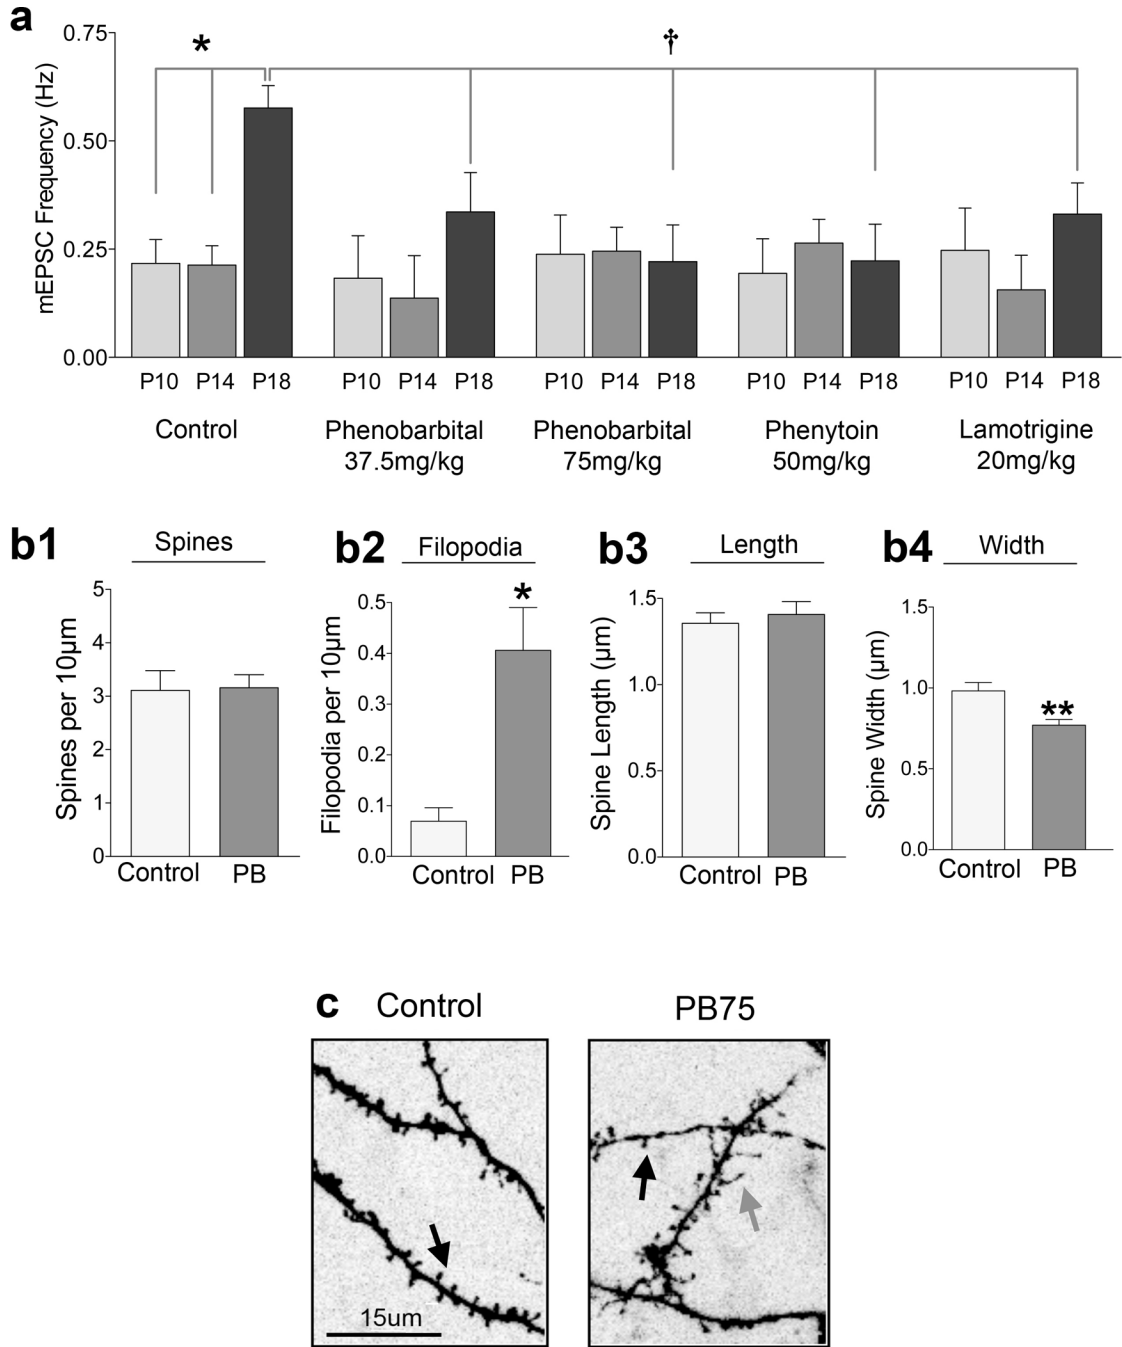 a
mEPSC Frequency (Hz)
0.75
0.50
0.25
0.00
* †
P10 P14 P18 P10 P14 P18 P10 P14 P18 P10 P14 P18 P10 P14 P18
Control Phenobarbital Phenobarbital Phenytoin Lamotrigine
37.5mg/kg 75mg/kg 50mg/kg 20mg/kg
b1 Spines
Spines per 10µm
5
4
3
2
1
0
Control PB
b2 Filopodia
Filopodia per 10µm
0.5
0.4
0.3
0.2
0.1
0.0
*
Control PB
b3 Length
Spine Length (µm)
1.5
1.0
0.5
0.0
Control PB
b4 Width
Spine Width (µm)
1.5
1.0
0.5
0.0
**
Control PB
c Control PB75
15um